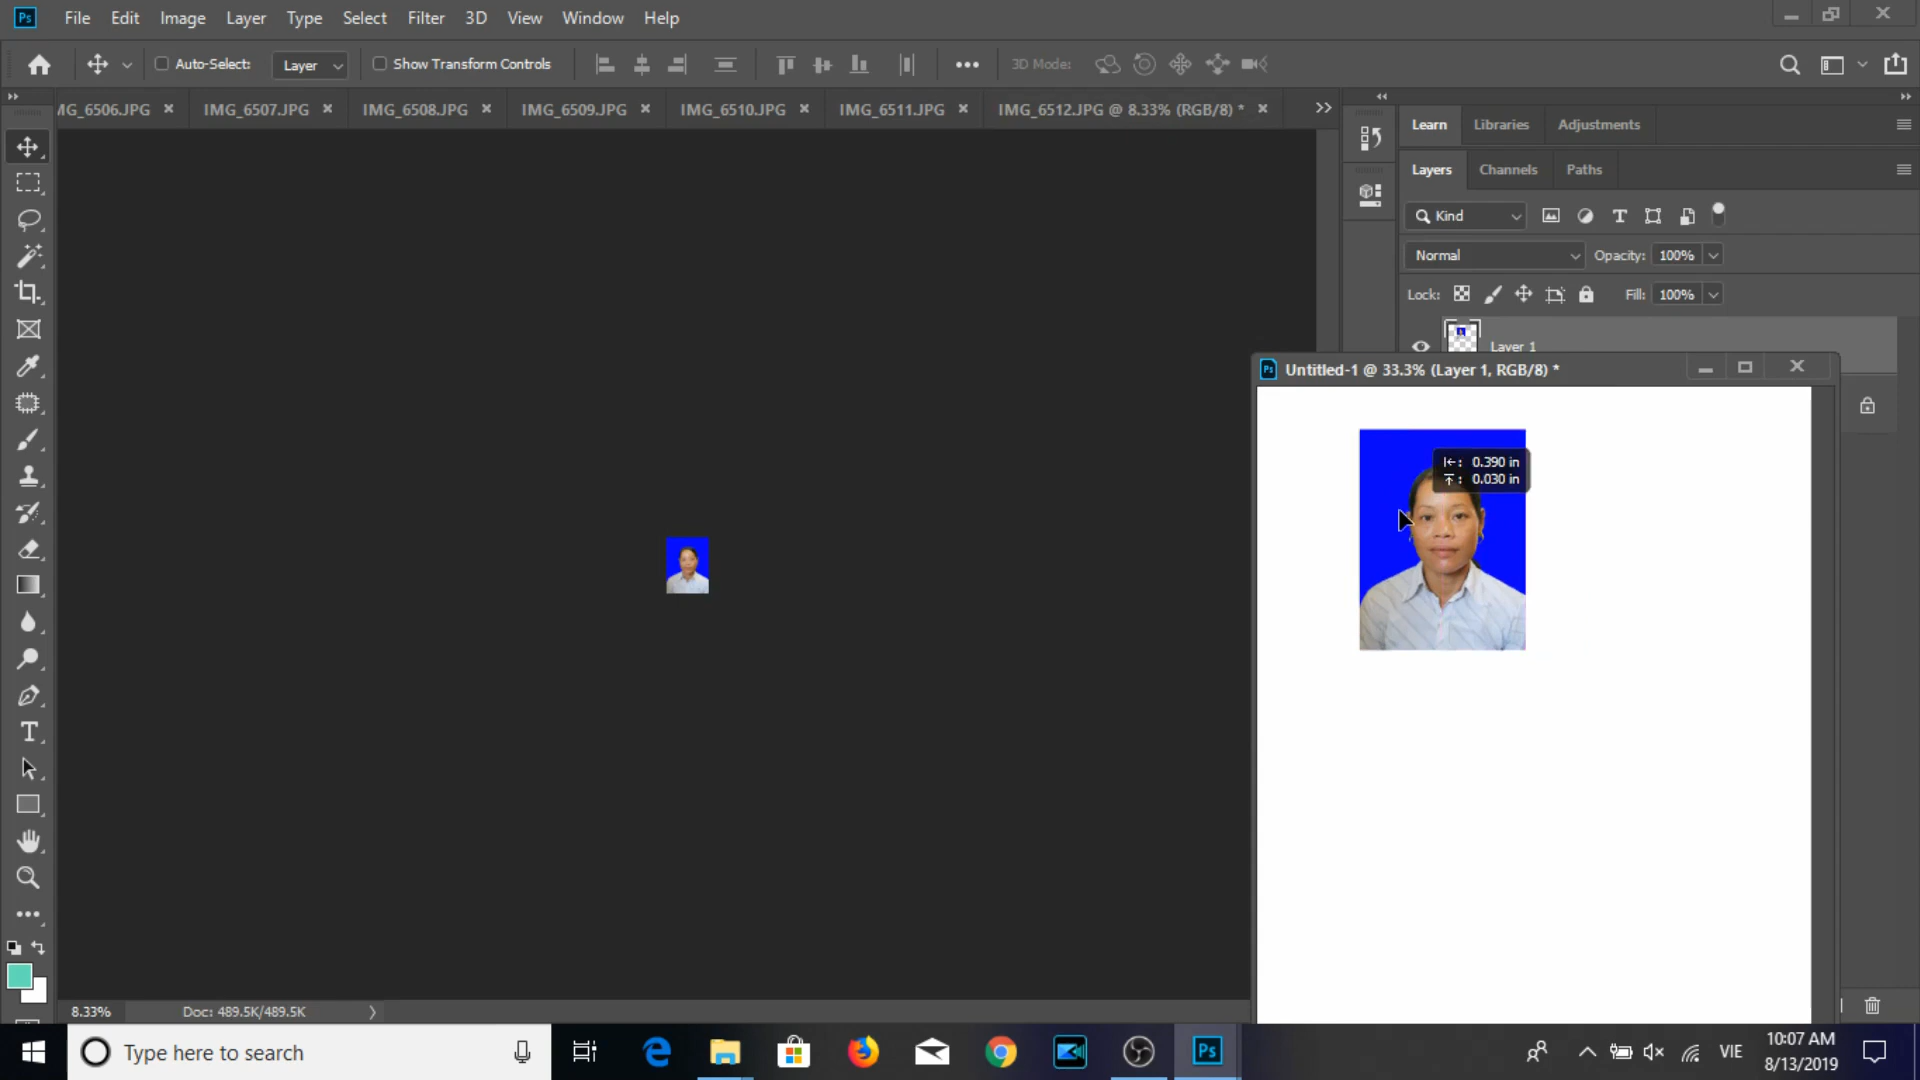 Ps File Edit Image Layer Type Select Filter 3D View Window Help
Auto-Select: Layer Show Transform Controls 3D Mode:
MG_6506.JPG × IMG_6507.JPG × IMG_6508.JPG × IMG_6509.JPG × IMG_6510.JPG × IMG_6511.JPG × IMG_6512.JPG @ 8.33% (RGB/8) * ×
Learn Libraries Adjustments
Layers Channels Paths
Kind
Normal Opacity: 100%
Lock: Fill: 100%
Layer 1
Ps Untitled-1 @ 33.3% (Layer 1, RGB/8) *
0.390 in
0.030 in
8.33% Doc: 489.5K/489.5K
Type here to search
Ps
VIE
10:07 AM
8/13/2019